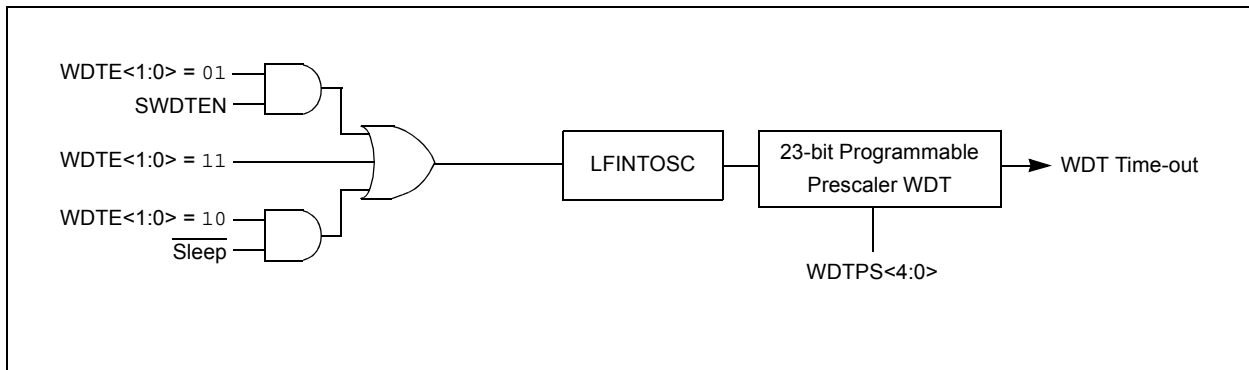 WDTE<1:0> = 01
SWDTEN
WDTE<1:0> = 11
WDTE<1:0> = 10
Sleep
LFINTOSC
23-bit Programmable
Prescaler WDT
WDT Time-out
WDTPS<4:0>